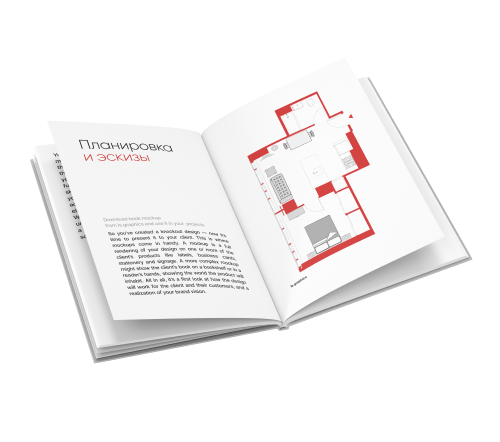 Планировка
и эскизы
Download book mockup
from ls.graphics and use it in your projects.
So you've created a knockout design — now it's
time to present it to your client. This is where
mockups come in handy. A mockup is a full
rendering of your design on one or more of the
client's products like labels, business cards,
stationery and signage. A more complex mockup
might show the client's book on a bookshelf or in a
reader's hands, showing the world the product will
inhabit. All in all, it's a first look at how the design
will work for the client and their customers, and a
realization of your brand vision.
ls.graphics